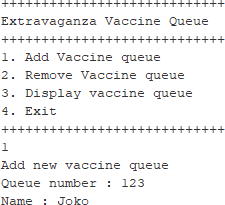 ++++++++++++++++++++++++++++
Extravaganza Vaccine Queue
++++++++++++++++++++++++++++
1. Add Vaccine queue
2. Remove Vaccine queue
3. Display vaccine queue
4. Exit
++++++++++++++++++++++++++++
1
Add new vaccine queue
Queue number : 123
Name : Joko